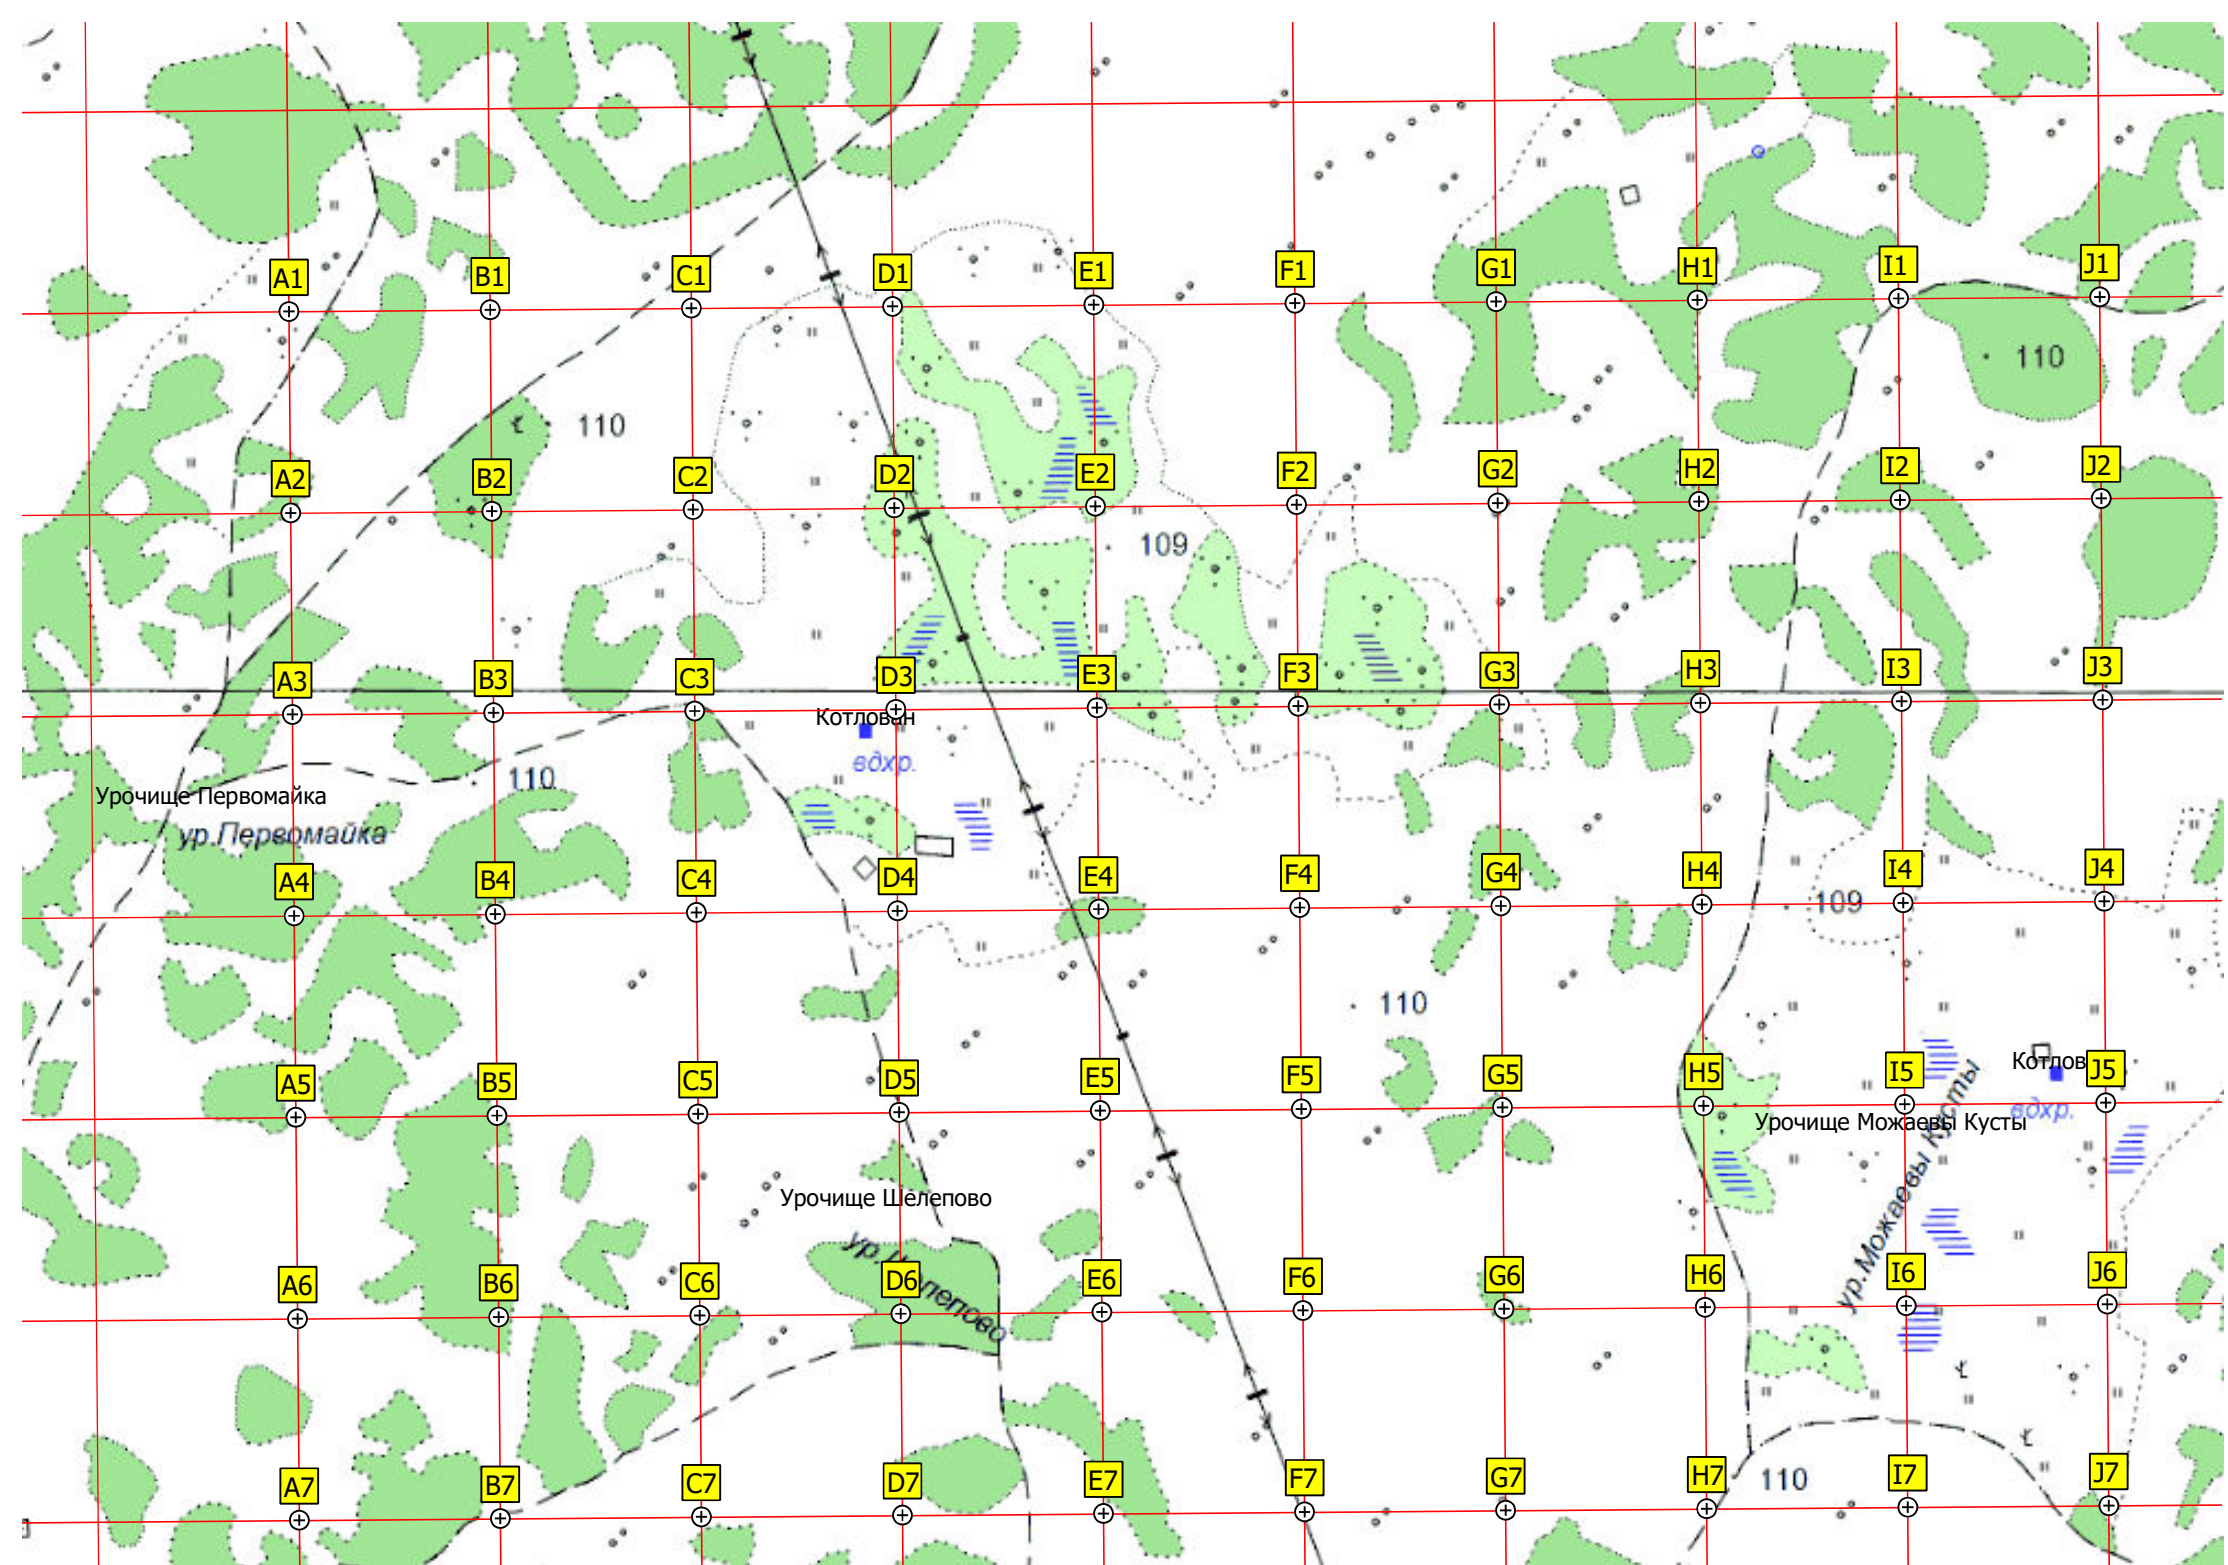 A1 B1 C1 D1 E1 F1 G1 H1 I1 J1
110
110
A2 B2 C2 D2 E2 F2 G2 H2 I2 J2
109
A3 B3 C3 D3 E3 F3 G3 H3 I3 J3
Котлован
вдхр.
110
Урочище Первомайка
ур.Первомайка
A4 B4 C4 D4 E4 F4 G4 H4 I4 J4
109
110
A5 B5 C5 D5 E5 F5 G5 H5 I5 J5
Котлов
вдхр.
Урочище Можаевы Кусты
ур.Можаевы Кусты
Урочище Шелепово
A6 B6 C6 D6 E6 F6 G6 H6 I6 J6
A7 B7 C7 D7 E7 F7 G7 H7 I7 J7
110